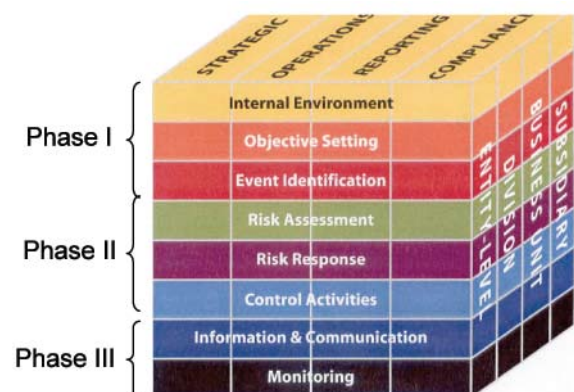 STRATEGIC
OPERATIONS
REPORTING
COMPLIANCE
Phase I
Internal Environment
Objective Setting
Event Identification
Phase II
Risk Assessment
Risk Response
Control Activities
Phase III
Information & Communication
Monitoring
ENTITY-LEVEL
DIVISION
BUSINESS UNIT
SUBSIDIARY